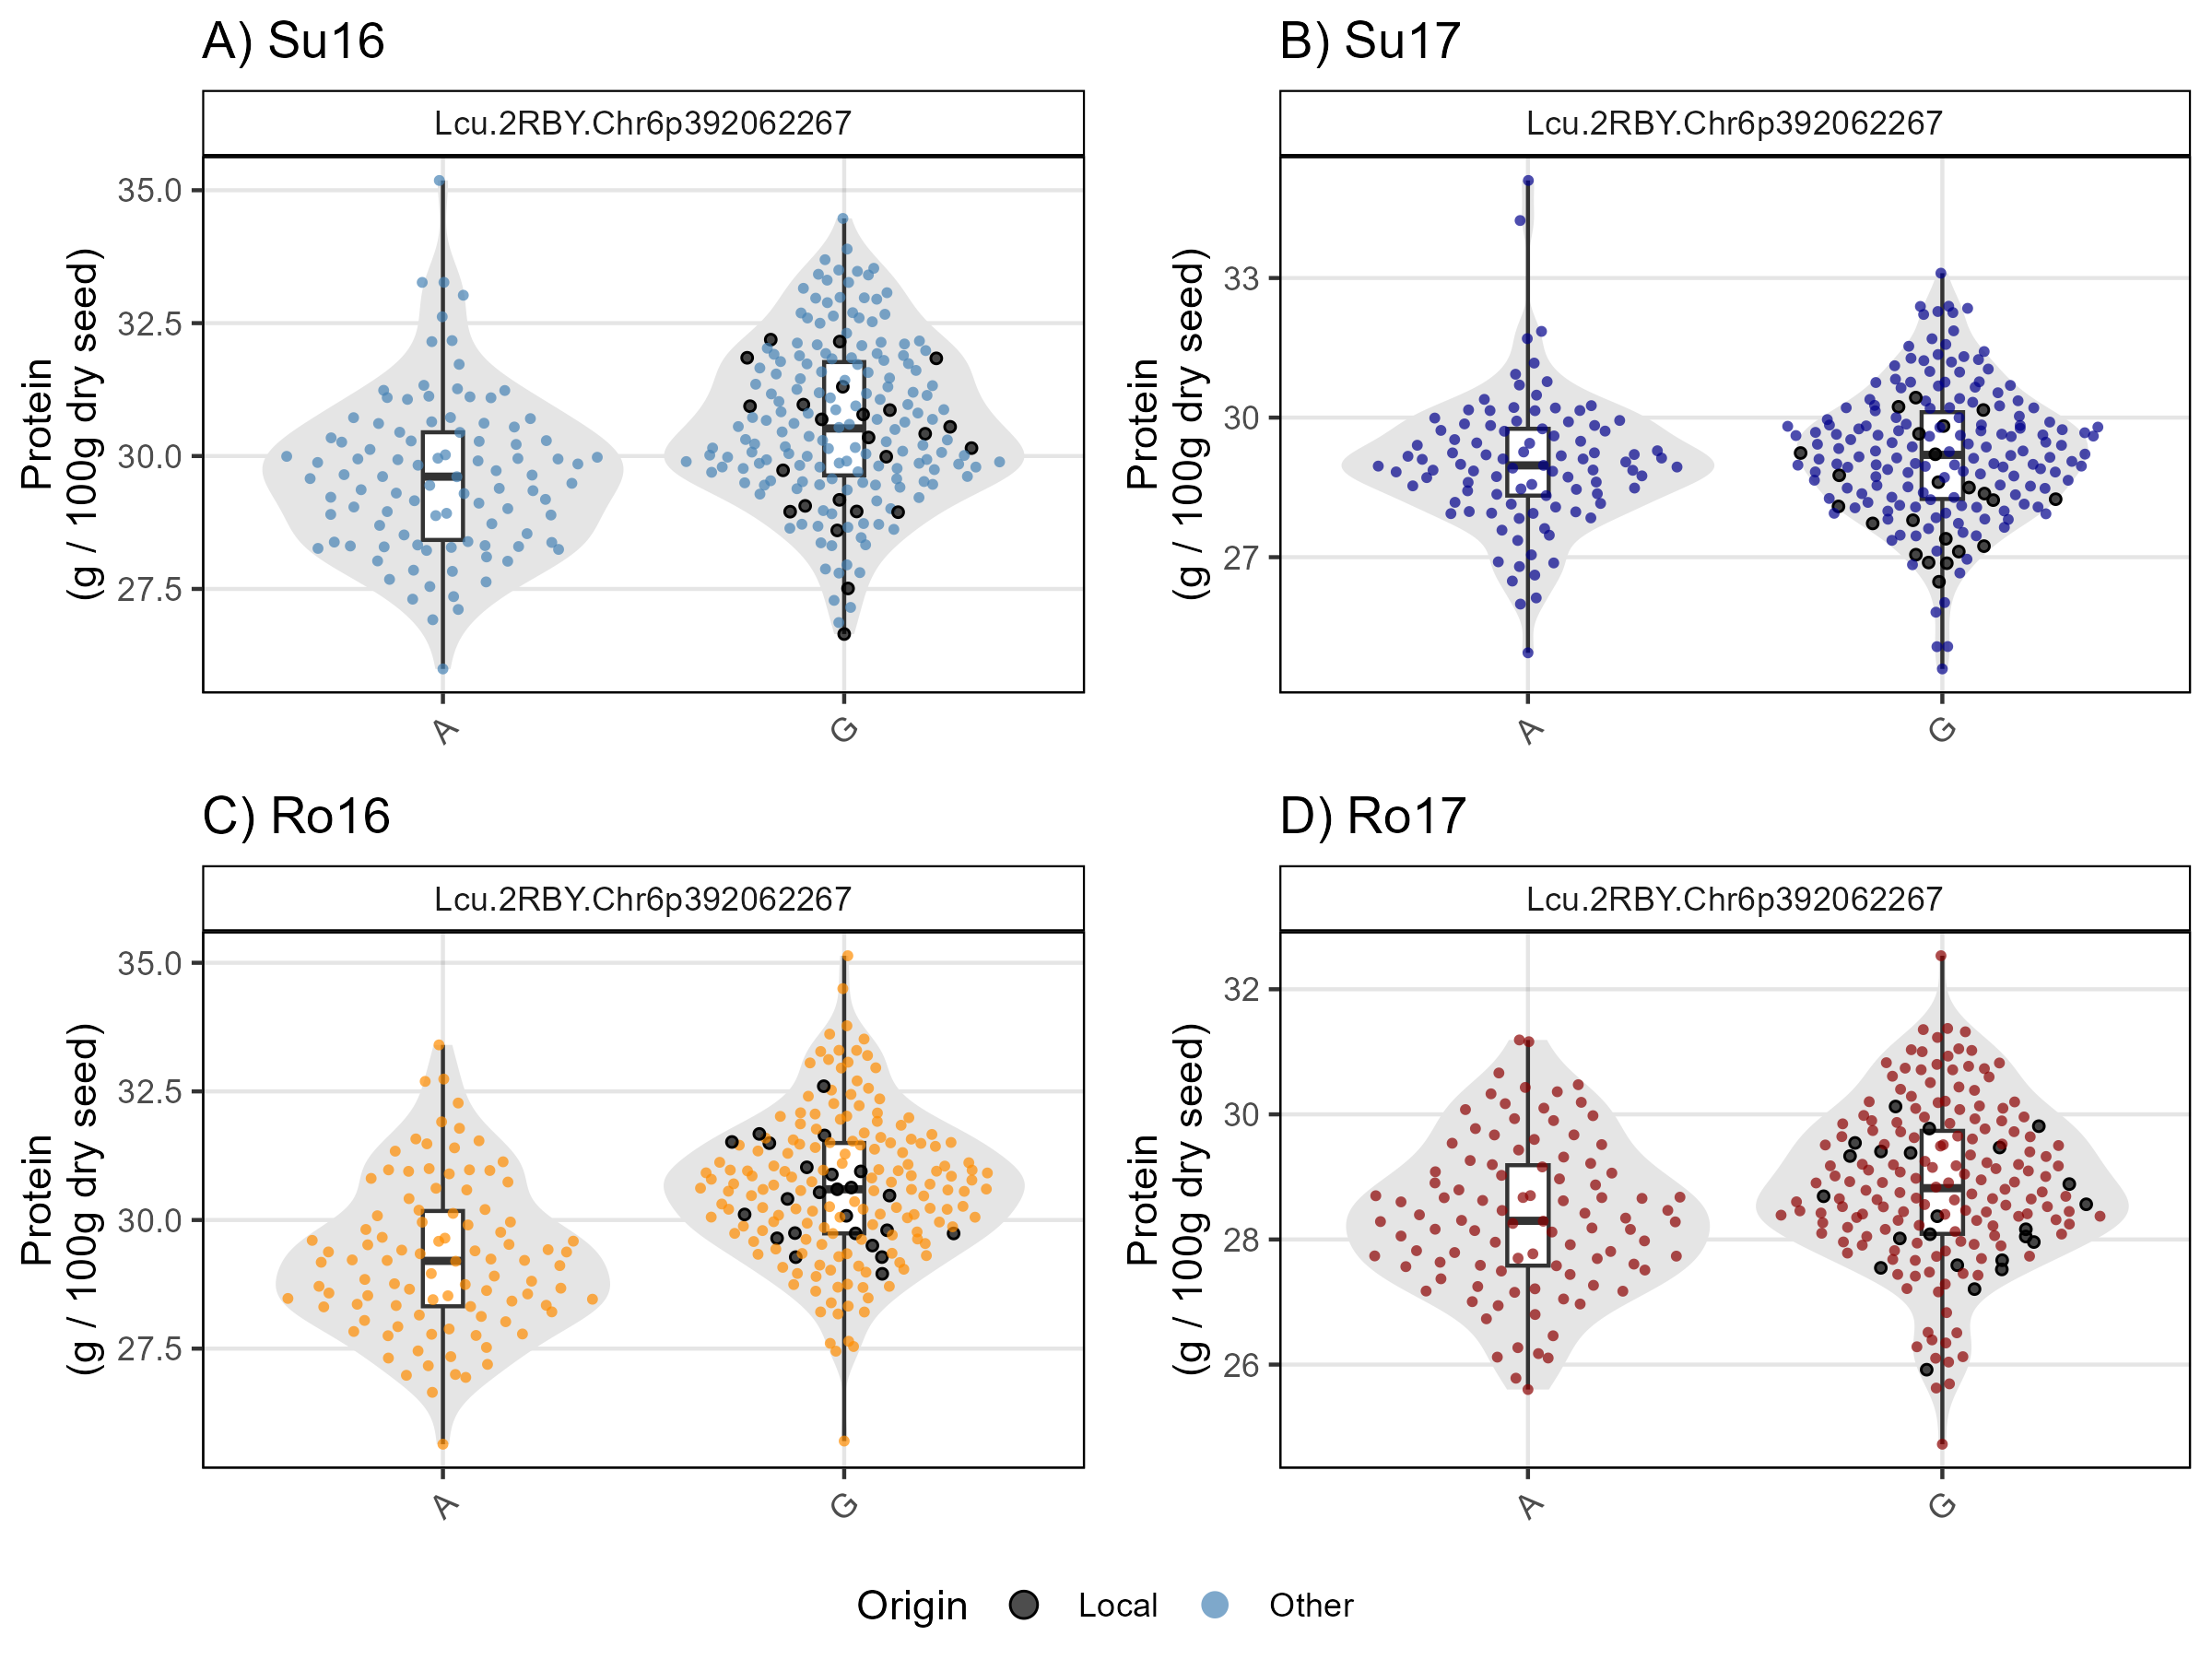 A) Su16
Lcu.2RBY.Chr6p392062267
Protein
(g / 100g dry seed)
35.0
32.5
30.0
27.5
A
G
B) Su17
Lcu.2RBY.Chr6p392062267
Protein
(g / 100g dry seed)
33
30
27
A
G
C) Ro16
Lcu.2RBY.Chr6p392062267
Protein
(g / 100g dry seed)
35.0
32.5
30.0
27.5
A
G
D) Ro17
Lcu.2RBY.Chr6p392062267
Protein
(g / 100g dry seed)
32
30
28
26
A
G
Origin Local Other